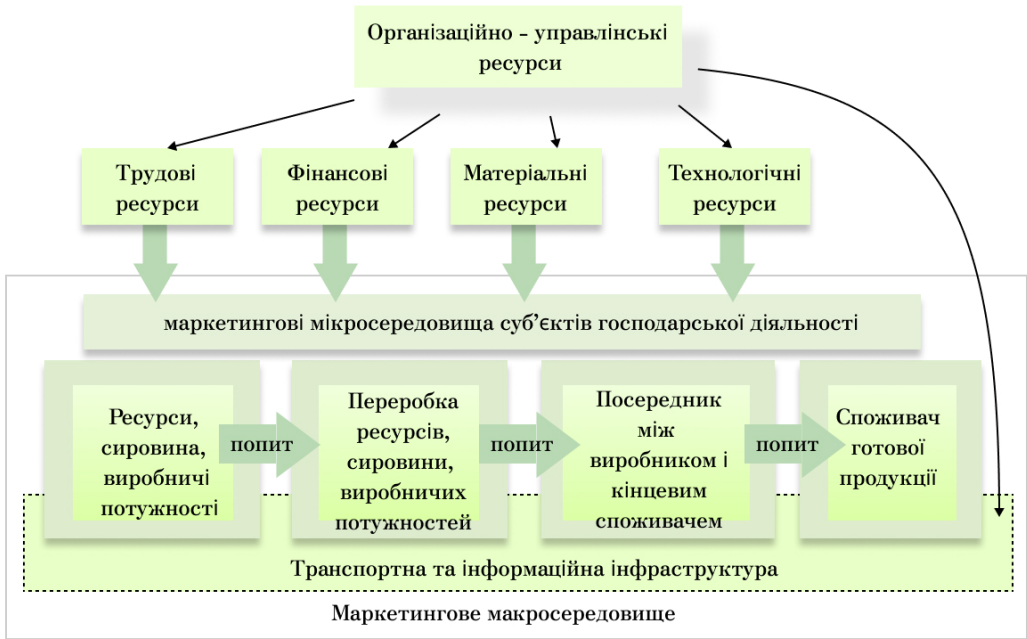 Організаційно - управлінські
ресурси
Трудові
ресурси
Фінансові
ресурси
Матеріальні
ресурси
Технологічні
ресурси
маркетингові мікросередовища суб’єктів господарської діяльності
Ресурси,
сировина,
виробничі
потужності
попит
Переробка
ресурсів,
сировини,
виробничих
потужностей
попит
Посередник
між
виробником і
кінцевим
споживачем
попит
Споживач
готової
продукції
Транспортна та інформаційна інфраструктура
Маркетингове макросередовище